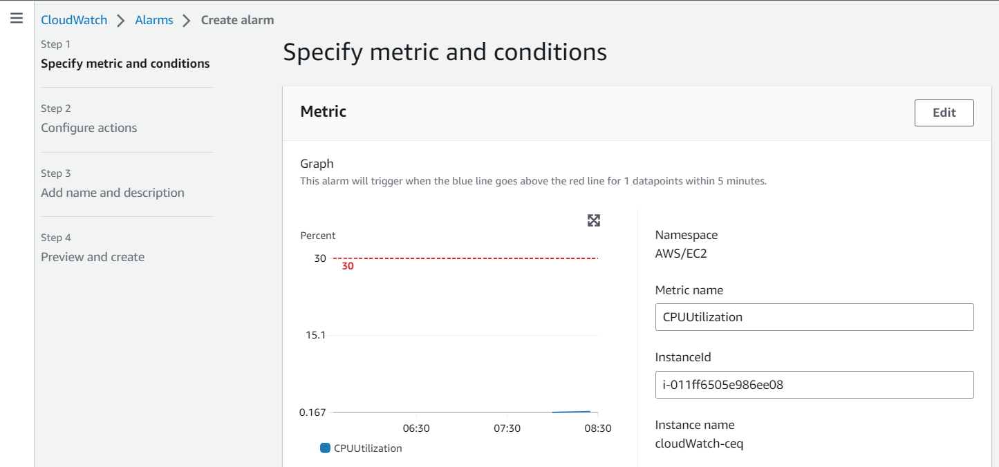 CloudWatch > Alarms > Create alarm
Step 1
Specify metric and conditions
Step 2
Configure actions
Step 3
Add name and description
Step 4
Preview and create
Specify metric and conditions
Metric
Edit
Graph
This alarm will trigger when the blue line goes above the red line for 1 datapoints within 5 minutes.
Percent
30
30
15.1
0.167
06:30 07:30 08:30
CPUUtilization
Namespace
AWS/EC2
Metric name
CPUUtilization
InstanceId
i-011ff6505e986ee08
Instance name
cloudWatch-ceq